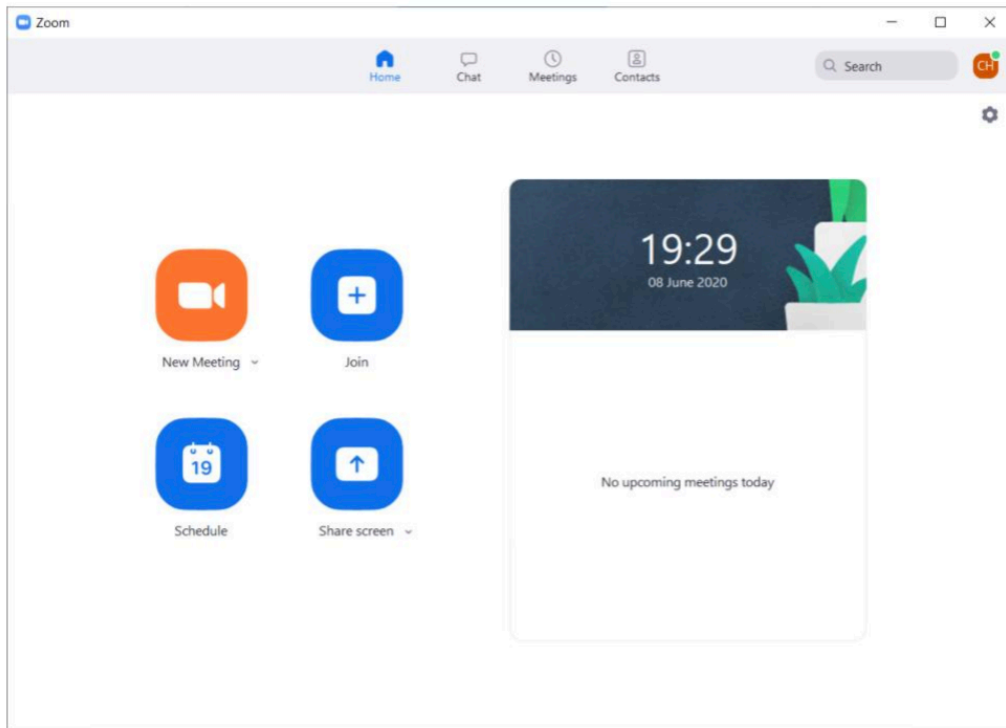 Zoom
Home
Chat
Meetings
Contacts
Search
CH
19:29
08 June 2020
New Meeting
Join
19
Schedule
Share screen
No upcoming meetings today